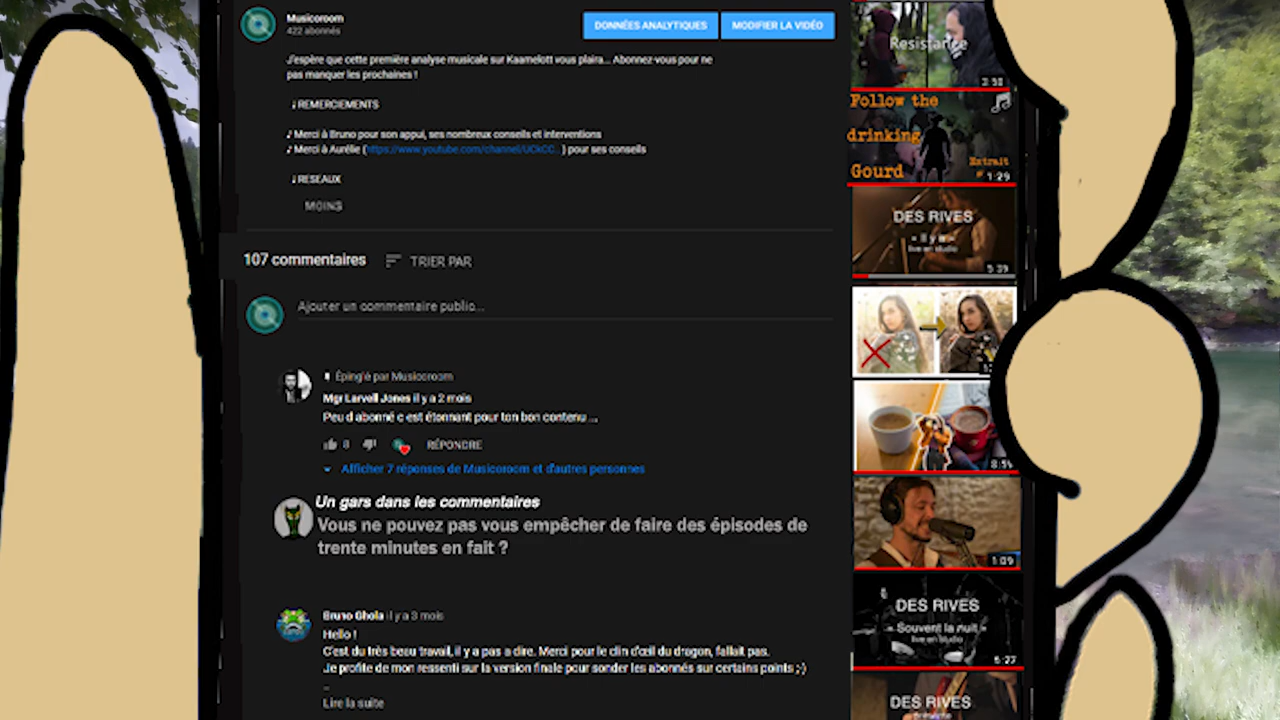 Musicoroom
422 abonnés
DONNÉES ANALYTIQUES
MODIFIER LA VIDÉO
J'espère que cette première analyse musicale sur Kaamelott vous plaira... Abonnez-vous pour ne
pas manquer les prochaines !
♩REMERCIEMENTS
♪ Merci à Bruno pour son appui, ses nombreux conseils et interventions
♪ Merci à Aurélie (https://www.youtube.com/channel/UCkCC...) pour ses conseils
♩RESEAUX
MOINS
107 commentaires
TRIER PAR
Ajouter un commentaire public...
Épinglé par Musicoroom
Mgr Larvell Jones il y a 2 mois
Peu d abonné c est étonnant pour ton bon contenu ...
8
RÉPONDRE
Afficher 7 réponses de Musicoroom et d'autres personnes
Un gars dans les commentaires
Vous ne pouvez pas vous empêcher de faire des épisodes de
trente minutes en fait ?
Bruno Ghola il y a 3 mois
Hello !
C'est du très beau travail, il y a pas a dire. Merci pour le clin d'œil du dragon, fallait pas.
Je profite de mon ressenti sur la version finale pour sonder les abonnés sur certains points ;-)
..
Lire la suite
Resistance
3:50
Follow the
drinking
Gourd
Extrait
1:29
DES RIVES
« Il y a »
live en studio
5:39
8:59
1:09
DES RIVES
« Souvent la nuit »
live en studio
5:27
DES RIVES